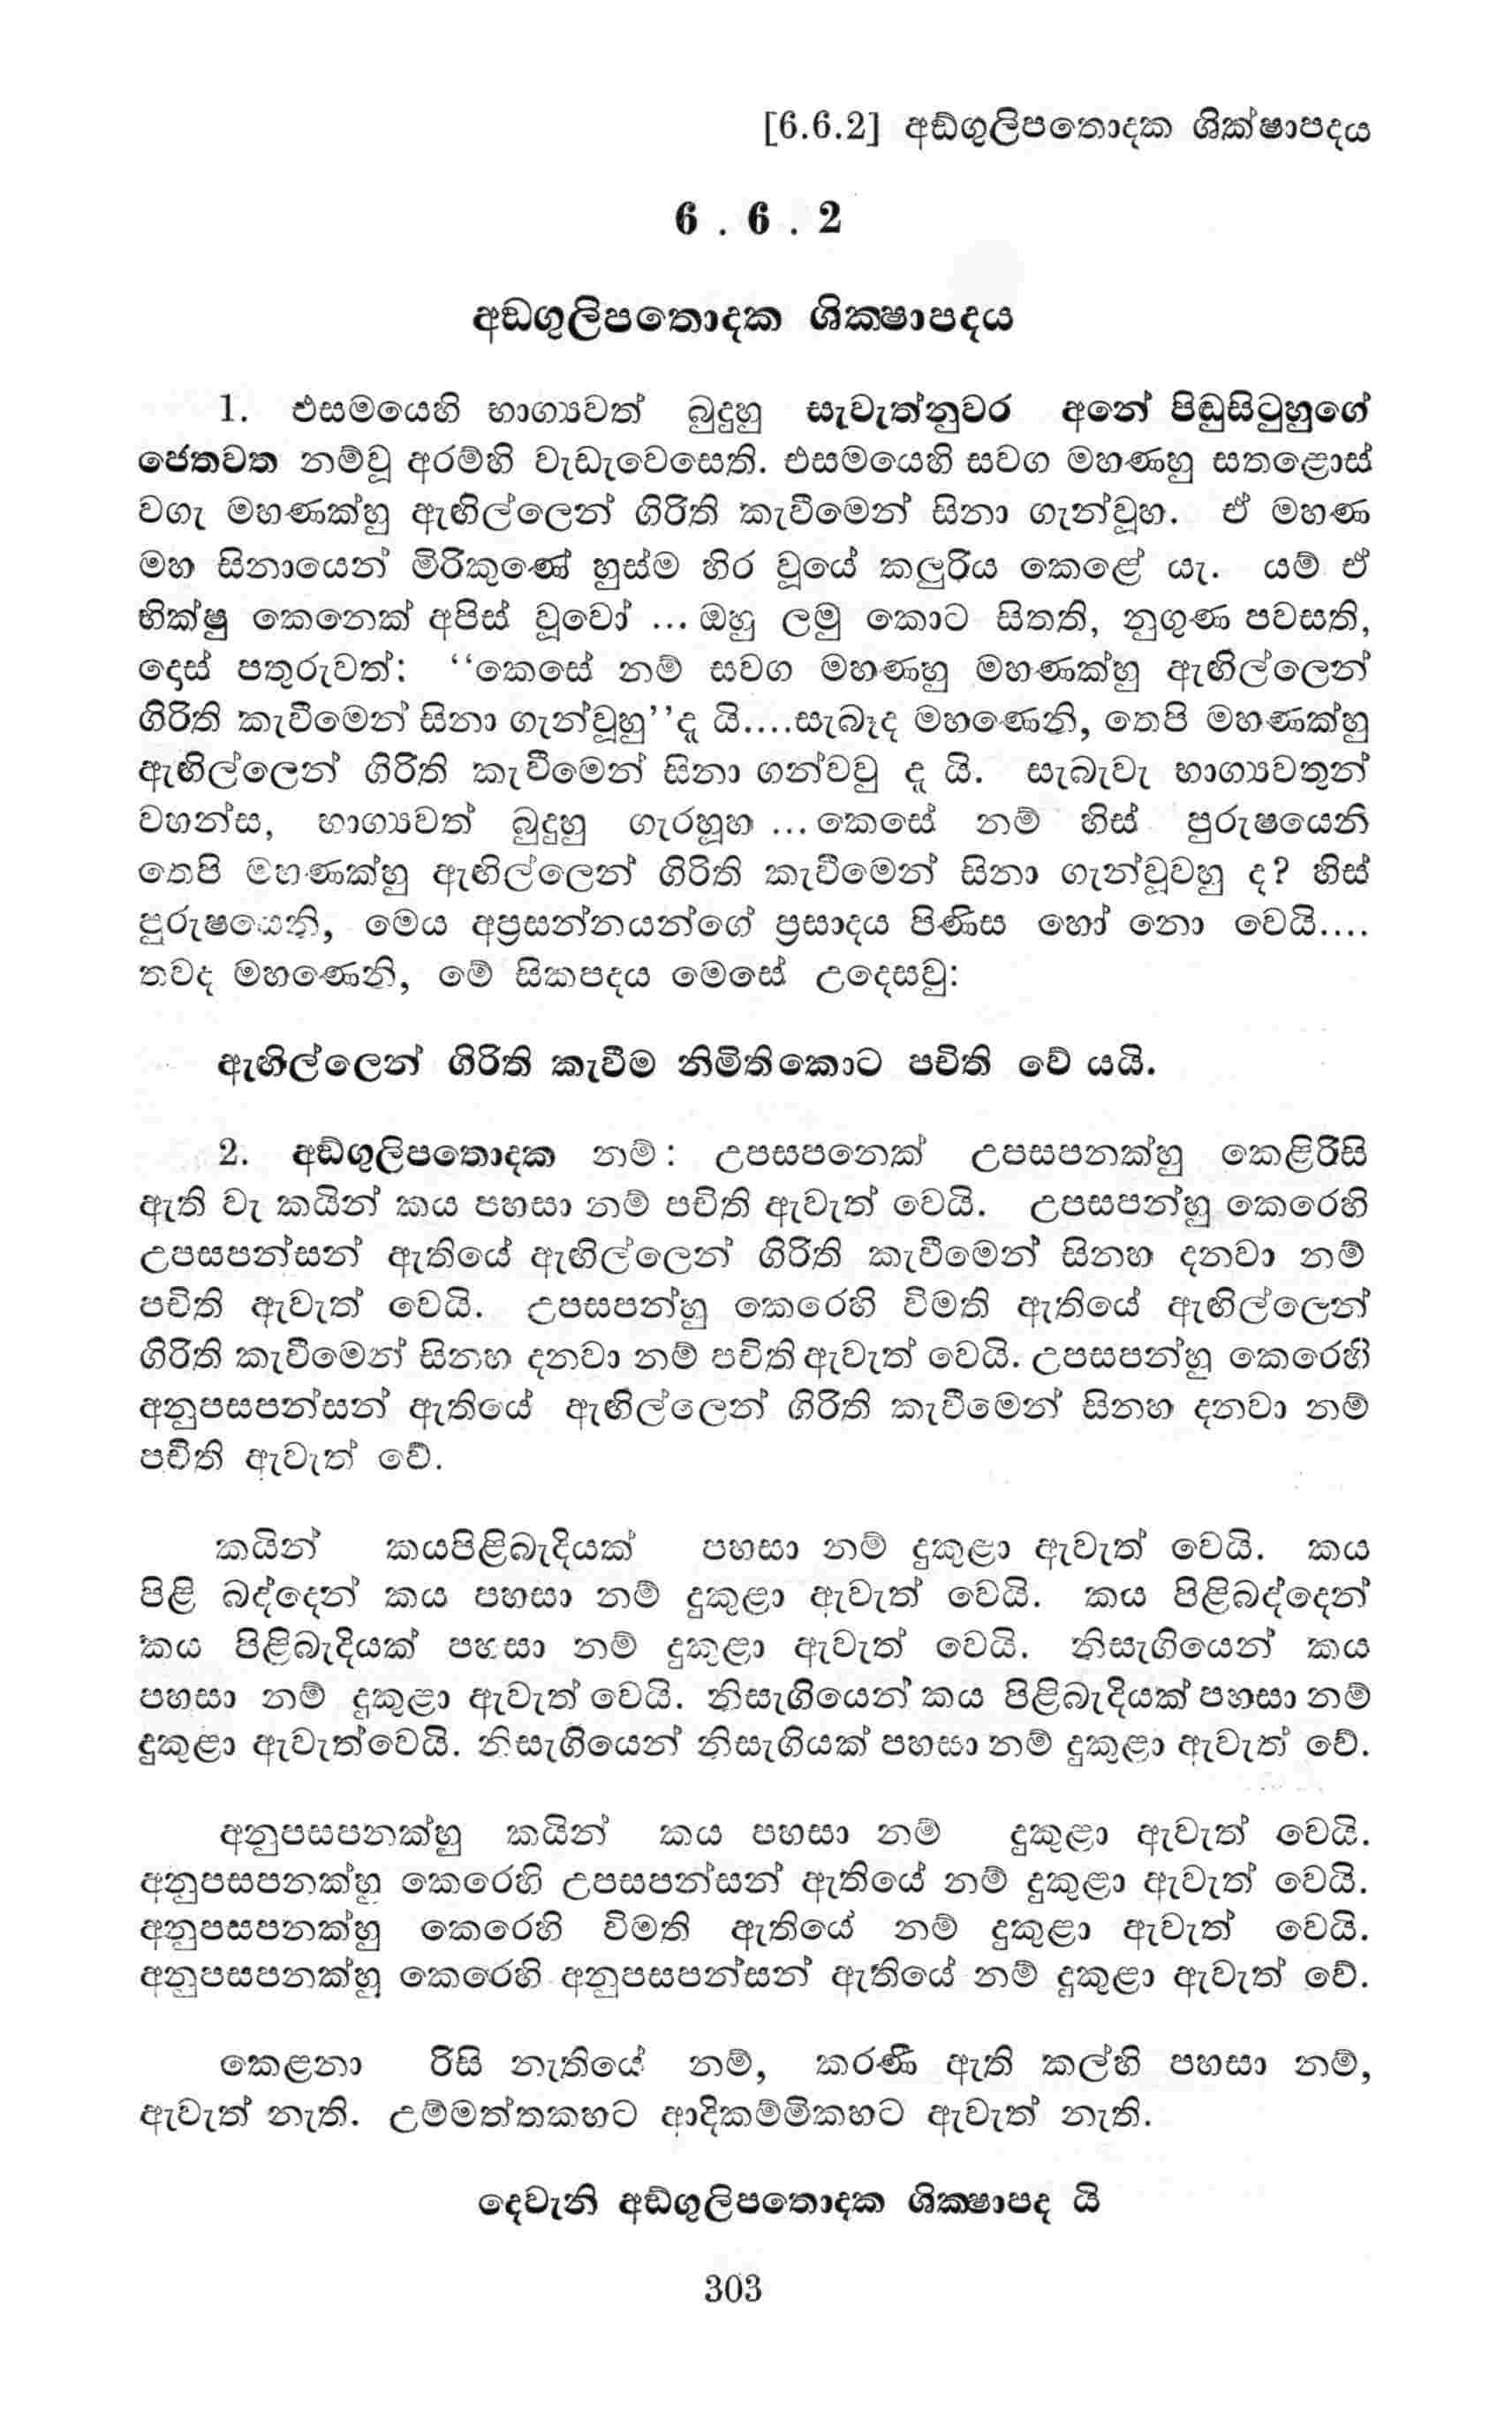 [6.6.2] අඞ්ගුලිපතොදක ශික්ෂාපදය
6 . 6 . 2
අඞගුලිපතොදක ශිකෂාපදය
1. එසමයෙහි භාග්‍යවත් බුදුහු සැවැත්නුවර අනේ පිඬුසිටුහුගේ
ජෙතවත නම්වූ අරම්හි වැඩැවෙසෙති. එසමයෙහි සවග මහණහු සතළොස්
වගැ මහණක්හු ඇඟිල්ලෙන් ගිරිති කැවීමෙන් සිනා ගැන්වූහ. ඒ මහණ
මහ සිනායෙන් මිරිකුණේ හුස්ම හිර වූයේ කලුරිය කෙළේ යැ. යම් ඒ
භික්ෂු කෙනෙක් අපිස් වූවෝ ... ඔහු ලමු කොට සිතති, නුගුණ පවසති,
දෙස් පතුරුවත්: “කෙසේ නම් සවග මහණහු මහණක්හු ඇඟිල්ලෙන්
ගිරිති කැවීමෙන් සිනා ගැන්වූහු”ද යි....සැබෑද මහණෙනි, තෙපි මහණක්හු
ඇඟිල්ලෙන් ගිරිති කැවීමෙන් සිනා ගන්වවු ද යි. සැබැවැ භාග්‍යවතුන්
වහන්ස, භාග්‍යවත් බුදුහු ගැරහූහ ... කෙසේ නම් හිස් පුරුෂයෙනි
තෙපි මහණක්හු ඇඟිල්ලෙන් ගිරිති කැවීමෙන් සිනා ගැන්වූවහු ද? හිස්
පුරුෂයෙනි, මෙය අප්‍රසන්නයන්ගේ ප්‍රසාදය පිණිස හෝ නො වෙයි....
තවද මහණෙනි, මේ සිකපදය මෙසේ උදෙසවු:
ඇඟිල්ලෙන් ගිරිති කැවීම නිමිතිකොට පචිති වේ යයි.
2. අඞ්ගුලිපතොදක නම්: උපසපනෙක් උපසපනක්හු කෙළිරිසි
ඇති වැ කයින් කය පහසා නම් පචිති ඇවැත් වෙයි. උපසපන්හු කෙරෙහි
උපසපන්සන් ඇතියේ ඇඟිල්ලෙන් ගිරිති කැවීමෙන් සිනහ දනවා නම්
පචිති ඇවැත් වෙයි. උපසපන්හු කෙරෙහි විමති ඇතියේ ඇඟිල්ලෙන්
ගිරිති කැවීමෙන් සිනහ දනවා නම් පචිති ඇවැත් වෙයි. උපසපන්හු කෙරෙහි
අනුපසපන්සන් ඇතියේ ඇඟිල්ලෙන් ගිරිති කැවීමෙන් සිනහ දනවා නම්
පචිති ඇවැත් වේ.
කයින් කයපිළිබැදියක් පහසා නම් දුකුළා ඇවැත් වෙයි. කය
පිළි බද්දෙන් කය පහසා නම් දුකුළා ඇවැත් වෙයි. කය පිළිබද්දෙන්
කය පිළිබැදියක් පහසා නම් දුකුළා ඇවැත් වෙයි. නිසැගියෙන් කය
පහසා නම් දුකුළා ඇවැත් වෙයි. නිසැගියෙන් කය පිළිබැදියක් පහසා නම්
දුකුළා ඇවැත්වෙයි. නිසැගියෙන් නිසැගියක් පහසා නම් දුකුළා ඇවැත් වේ.
අනුපසපනක්හු කයින් කය පහසා නම් දුකුළා ඇවැත් වෙයි.
අනුපසපනක්හු කෙරෙහි උපසපන්සන් ඇතියේ නම් දුකුළා ඇවැත් වෙයි.
අනුපසපනක්හු කෙරෙහි විමති ඇතියේ නම් දුකුළා ඇවැත් වෙයි.
අනුපසපනක්හු කෙරෙහි අනුපසපන්සන් ඇතියේ නම් දුකුළා ඇවැත් වේ.
කෙළනා රිසි නැතියේ නම්, කරණී ඇති කල්හි පහසා නම්,
ඇවැත් නැති. උම්මත්තකහට ආදිකම්මිකහට ඇවැත් නැති.
දෙවැනි අඞ්ගුලිපතොදක ශිකෂාපද යි
303